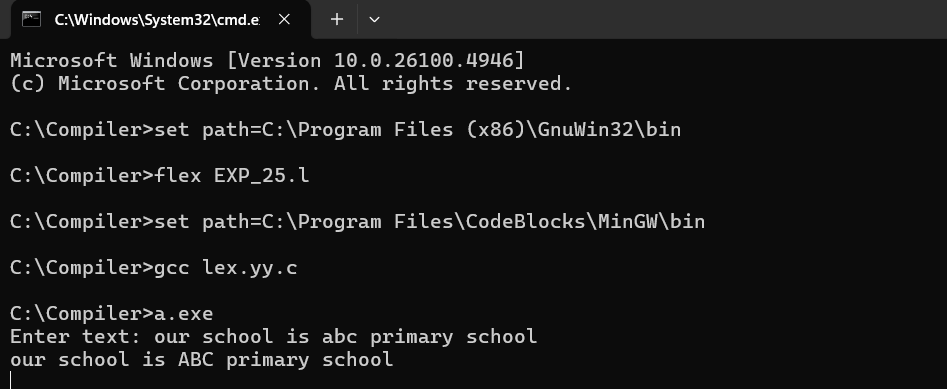 C:\Windows\System32\cmd.e
Microsoft Windows [Version 10.0.26100.4946]
(c) Microsoft Corporation. All rights reserved.
C:\Compiler>set path=C:\Program Files (x86)\GnuWin32\bin
C:\Compiler>flex EXP_25.l
C:\Compiler>set path=C:\Program Files\CodeBlocks\MinGW\bin
C:\Compiler>gcc lex.yy.c
C:\Compiler>a.exe
Enter text: our school is abc primary school
our school is ABC primary school